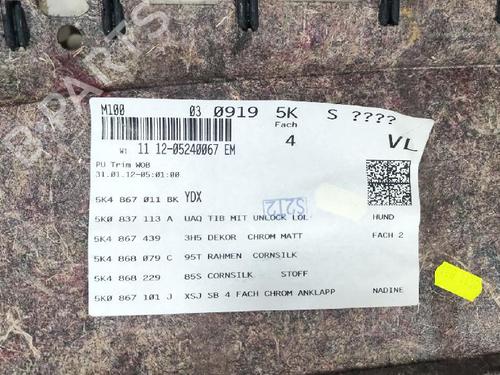 M100 03 0919 5K S ????
Fach
4 VL
W1 11 12-05240067 EM
PU Trim WOB
31.01.12-05:01:00
5K4 867 011 BK YDX
S2T2
5K0 837 113 A UAQ TIB MIT UNLOCK LOL HUND
5K4 867 439 3H5 DEKOR CHROM MATT FACH 2
5K4 868 079 C 95T RAHMEN CORNSILK
5K4 868 229 85S CORNSILK STOFF
5K0 867 101 J XSJ SB 4 FACH CHROM ANKLAPP NADINE